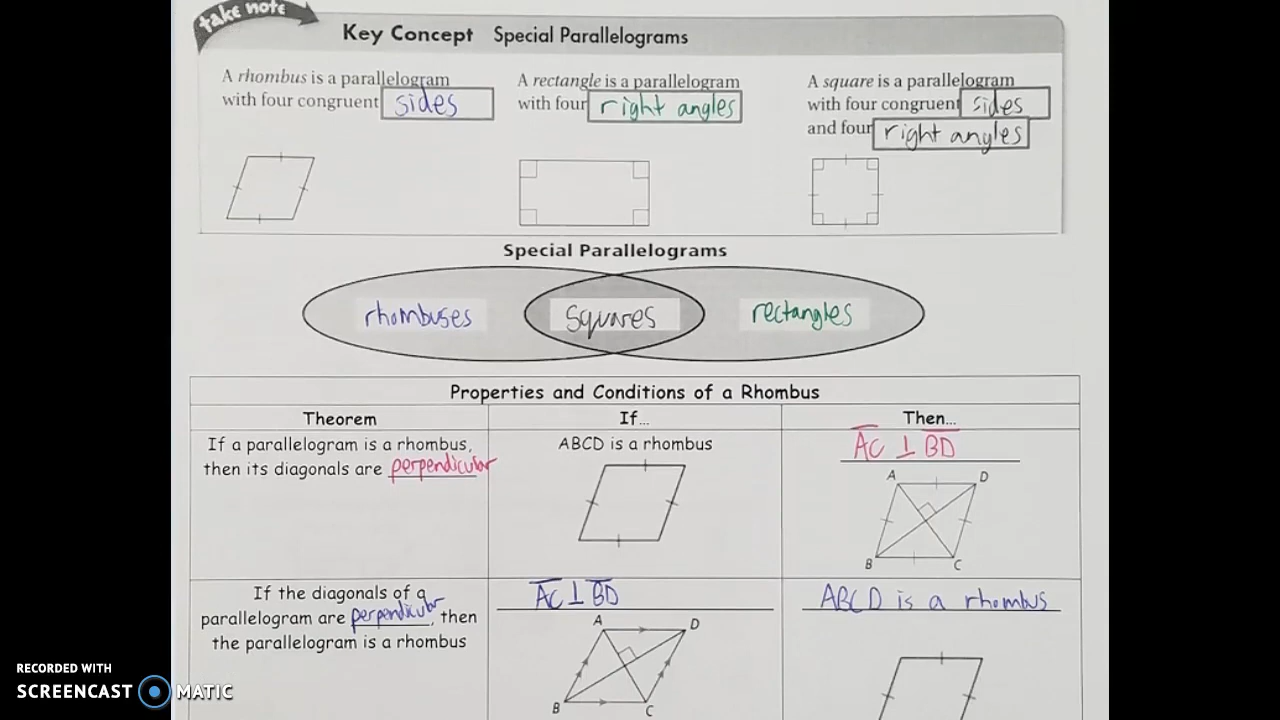 take note
Key Concept Special Parallelograms
A rhombus is a parallelogram
with four congruent sides
A rectangle is a parallelogram
with four right angles
A square is a parallelogram
with four congruent sides
and four right angles
Special Parallelograms
rhombuses squares rectangles
Properties and Conditions of a Rhombus
Theorem If... Then...
If a parallelogram is a rhombus,
then its diagonals are perpendicular
ABCD is a rhombus
AC ⊥ BD
A D
B C
If the diagonals of a
parallelogram are perpendicular, then
the parallelogram is a rhombus
AC ⊥ BD
A D
B C
ABCD is a rhombus
RECORDED WITH
SCREENCAST MATIC